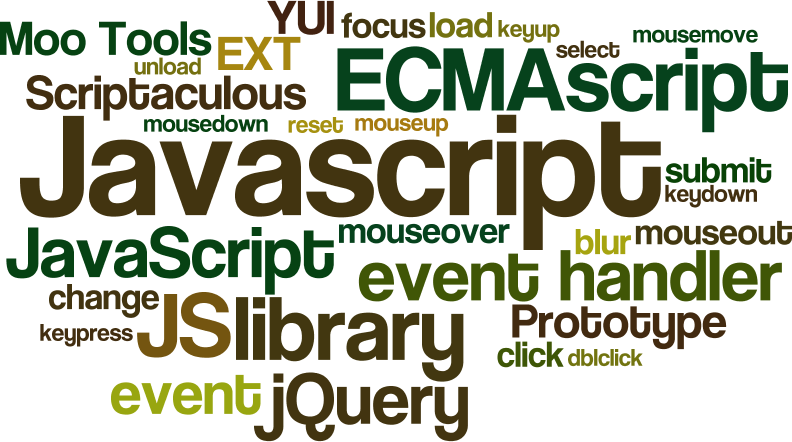 YUI
focus
load
keyup
Moo Tools
EXT
select
mousemove
unload
Scriptaculous
ECMAscript
mousedown
reset
mouseup
Javascript
submit
keydown
JavaScript
mouseover
blur
mouseout
event handler
change
keypress
JS
library
Prototype
click
dblclick
event
jQuery